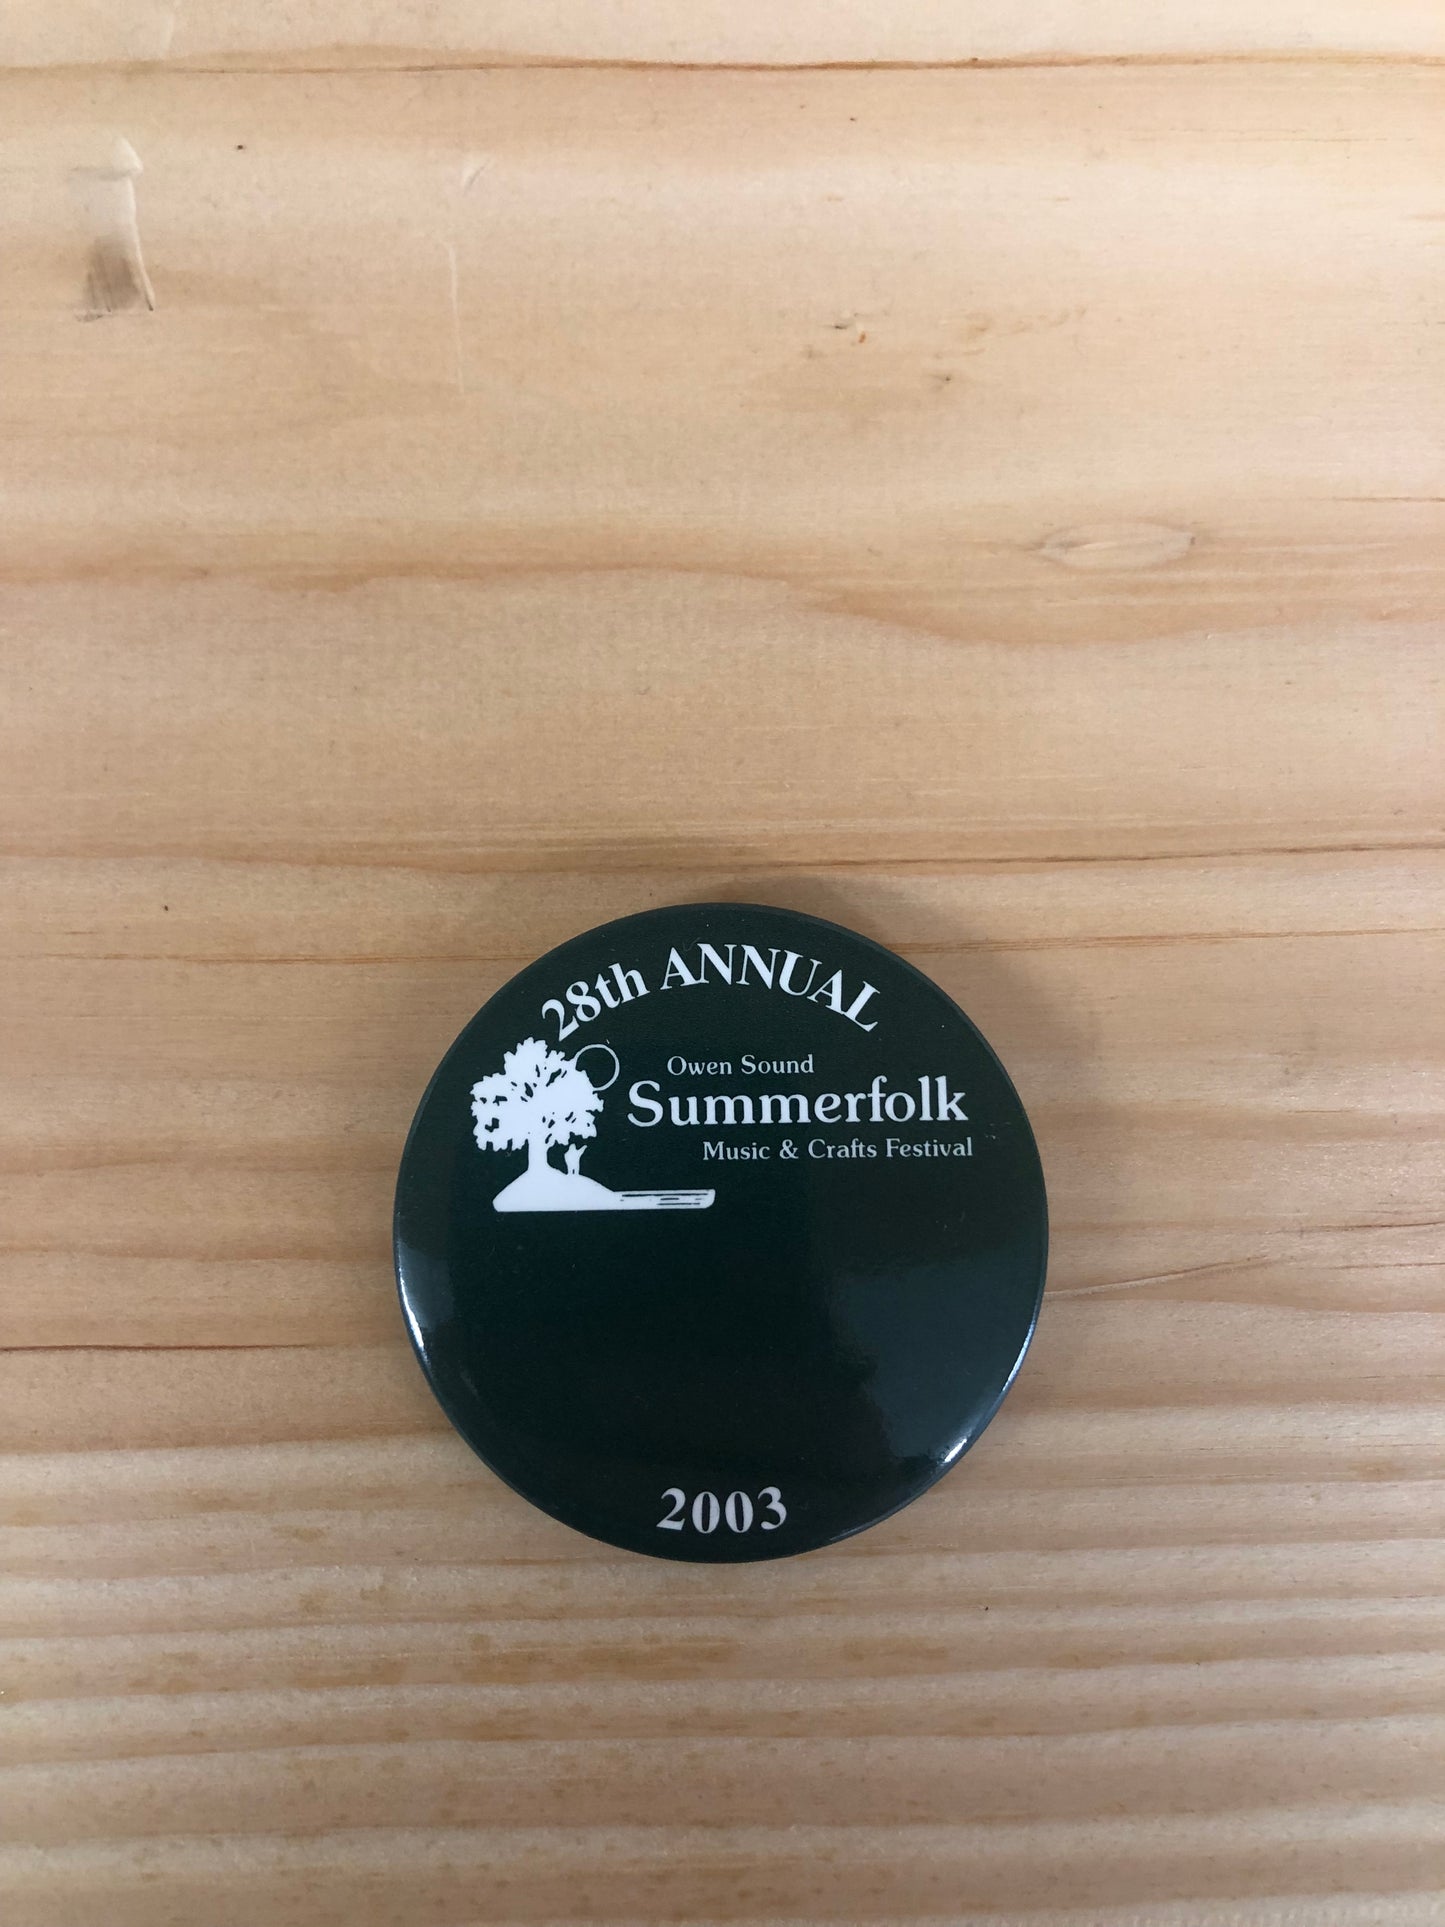 28th ANNUAL
Owen Sound
Summerfolk
Music & Crafts Festival
2003